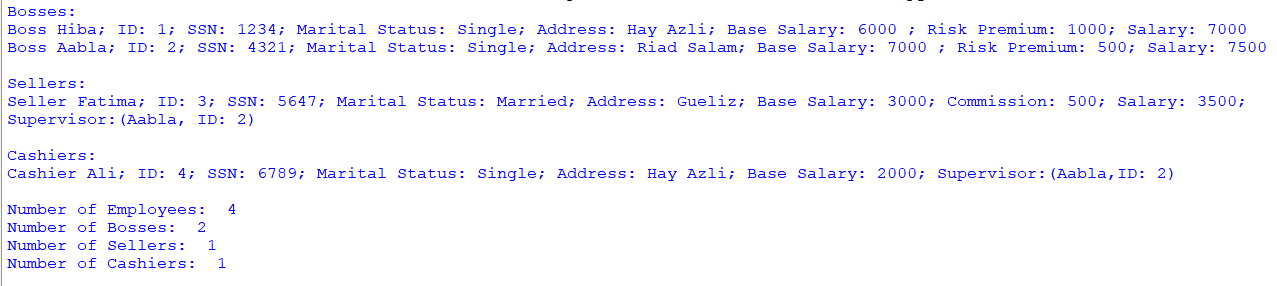 Bosses:
Boss Hiba; ID: 1; SSN: 1234; Marital Status: Single; Address: Hay Azli; Base Salary: 6000 ; Risk Premium: 1000; Salary: 7000
Boss Aabla; ID: 2; SSN: 4321; Marital Status: Single; Address: Riad Salam; Base Salary: 7000 ; Risk Premium: 500; Salary: 7500
Sellers:
Seller Fatima; ID: 3; SSN: 5647; Marital Status: Married; Address: Gueliz; Base Salary: 3000; Commission: 500; Salary: 3500;
Supervisor:(Aabla, ID: 2)
Cashiers:
Cashier Ali; ID: 4; SSN: 6789; Marital Status: Single; Address: Hay Azli; Base Salary: 2000; Supervisor:(Aabla,ID: 2)
Number of Employees:  4
Number of Bosses:  2
Number of Sellers:  1
Number of Cashiers:  1